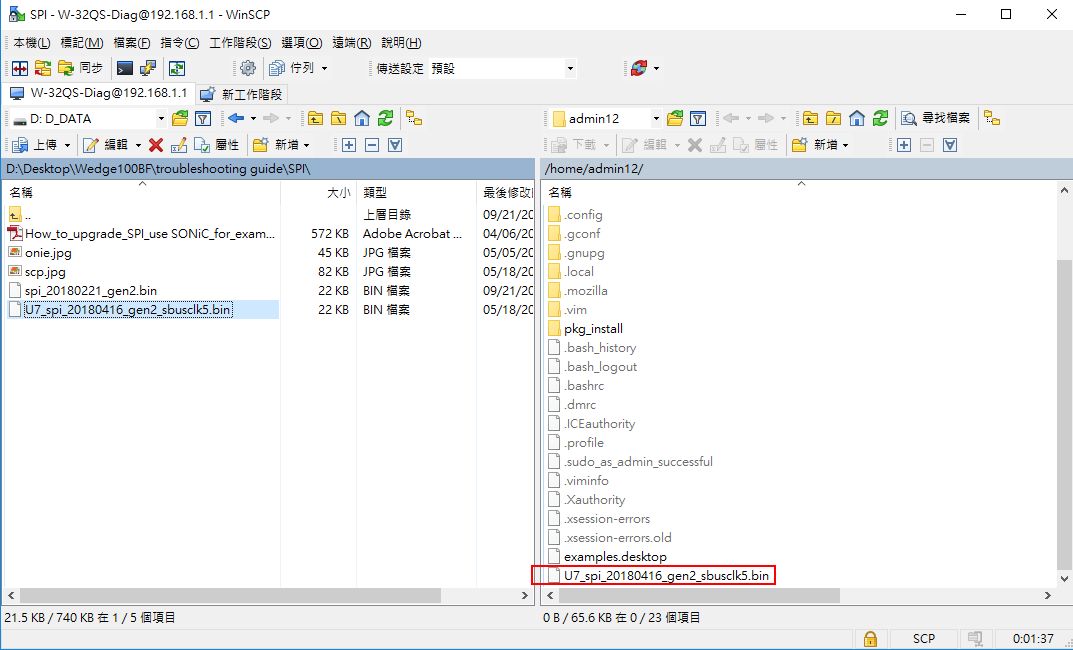 SPI - W-32QS-Diag@192.168.1.1 - WinSCP
本機(L) 標記(M) 檔案(F) 指令(C) 工作階段(S) 選項(O) 遠端(R) 說明(H)
同步 佇列 傳送設定 預設
W-32QS-Diag@192.168.1.1 新工作階段
D: D_DATA
上傳 編輯 屬性 新增
D:\Desktop\Wedge100BF\troubleshooting guide\SPI\
名稱 大小 類型 最後修改
.. 上層目錄 09/21/20
How_to_upgrade_SPI_use SONiC_for_exam... 572 KB Adobe Acrobat ... 04/06/20
onie.jpg 45 KB JPG 檔案 05/05/20
scp.jpg 82 KB JPG 檔案 05/18/20
spi_20180221_gen2.bin 22 KB BIN 檔案 09/21/20
U7_spi_20180416_gen2_sbusclk5.bin 22 KB BIN 檔案 05/18/20
21.5 KB / 740 KB 在 1 / 5 個項目
admin12 尋找檔案
下載 編輯 屬性 新增
/home/admin12/
名稱
.config
.gconf
.gnupg
.local
.mozilla
.vim
pkg_install
.bash_history
.bash_logout
.bashrc
.dmrc
.ICEauthority
.profile
.sudo_as_admin_successful
.viminfo
.Xauthority
.xsession-errors
.xsession-errors.old
examples.desktop
U7_spi_20180416_gen2_sbusclk5.bin
0 B / 65.6 KB 在 0 / 23 個項目
SCP 0:01:37